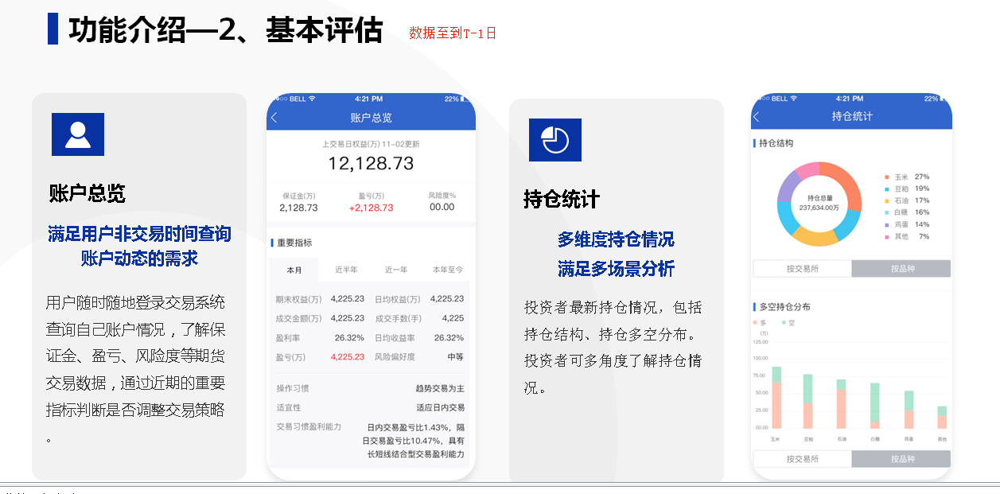 功能介绍—2、基本评估
数据至到T-1日
账户总览
满足用户非交易时间查询
账户动态的需求
用户随时随地登录交易系统
查询自己账户情况，了解保
证金、盈亏、风险度等期货
交易数据，通过近期的重要
指标判断是否调整交易策略
。
BELL 4:21 PM 22%
账户总览
上交易日权益(万) 11-02更新
12,128.73
保证金(万) 盈亏(万) 风险度%
2,128.73 +2,128.73 00.00
重要指标
本月 近半年 近一年 本年至今
期末权益(万) 4,225.23 日均权益(万) 4,225.23
成交金额(万) 4,225.23 成交手数(手) 4,225
盈利率 26.32% 日均收益率 26.32%
盈亏(万) 4,225.23 风险偏好度 中等
操作习惯 趋势交易为主
适宜性 适应日内交易
交易习惯盈利能力 日内交易盈亏比1.43%，隔
日交易盈亏比10.47%，具有
长短线结合型交易盈利能力
持仓统计
多维度持仓情况
满足多场景分析
投资者最新持仓情况，包括
持仓结构、持仓多空分布。
投资者可多角度了解持仓情
况。
BELL 4:21 PM 22%
持仓统计
持仓结构
持仓总量
237,634.00万
玉米 27%
豆粕 19%
石油 17%
白糖 16%
鸡蛋 14%
其他 7%
按交易所 按品种
多空持仓分布
多 空
(万)
125.00
100.00
75.00
50.00
25.00
00.00
玉米 豆粕 石油 白糖 鸡蛋 其他
按交易所 按品种